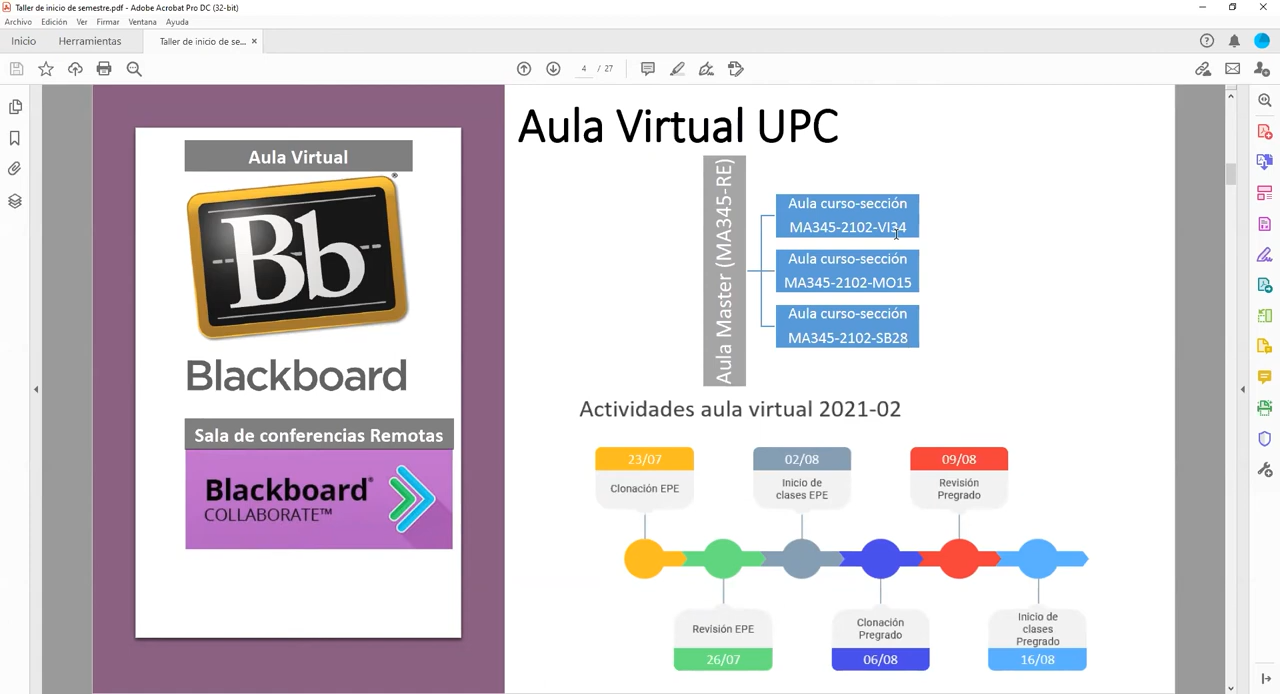 Taller de inicio de semestre.pdf - Adobe Acrobat Pro DC (32-bit)
Archivo Edición Ver Firmar Ventana Ayuda
Inicio Herramientas Taller de inicio de se... ×
4 / 27
Aula Virtual
Bb
®
Blackboard
Sala de conferencias Remotas
Blackboard®
COLLABORATE™
Aula Virtual UPC
Aula Master (MA345-RE)
Aula curso-sección
MA345-2102-VI34
Aula curso-sección
MA345-2102-MO15
Aula curso-sección
MA345-2102-SB28
Actividades aula virtual 2021-02
23/07
Clonación EPE
02/08
Inicio de
clases EPE
09/08
Revisión
Pregrado
Revisión EPE
26/07
Clonación
Pregrado
06/08
Inicio de
clases
Pregrado
16/08